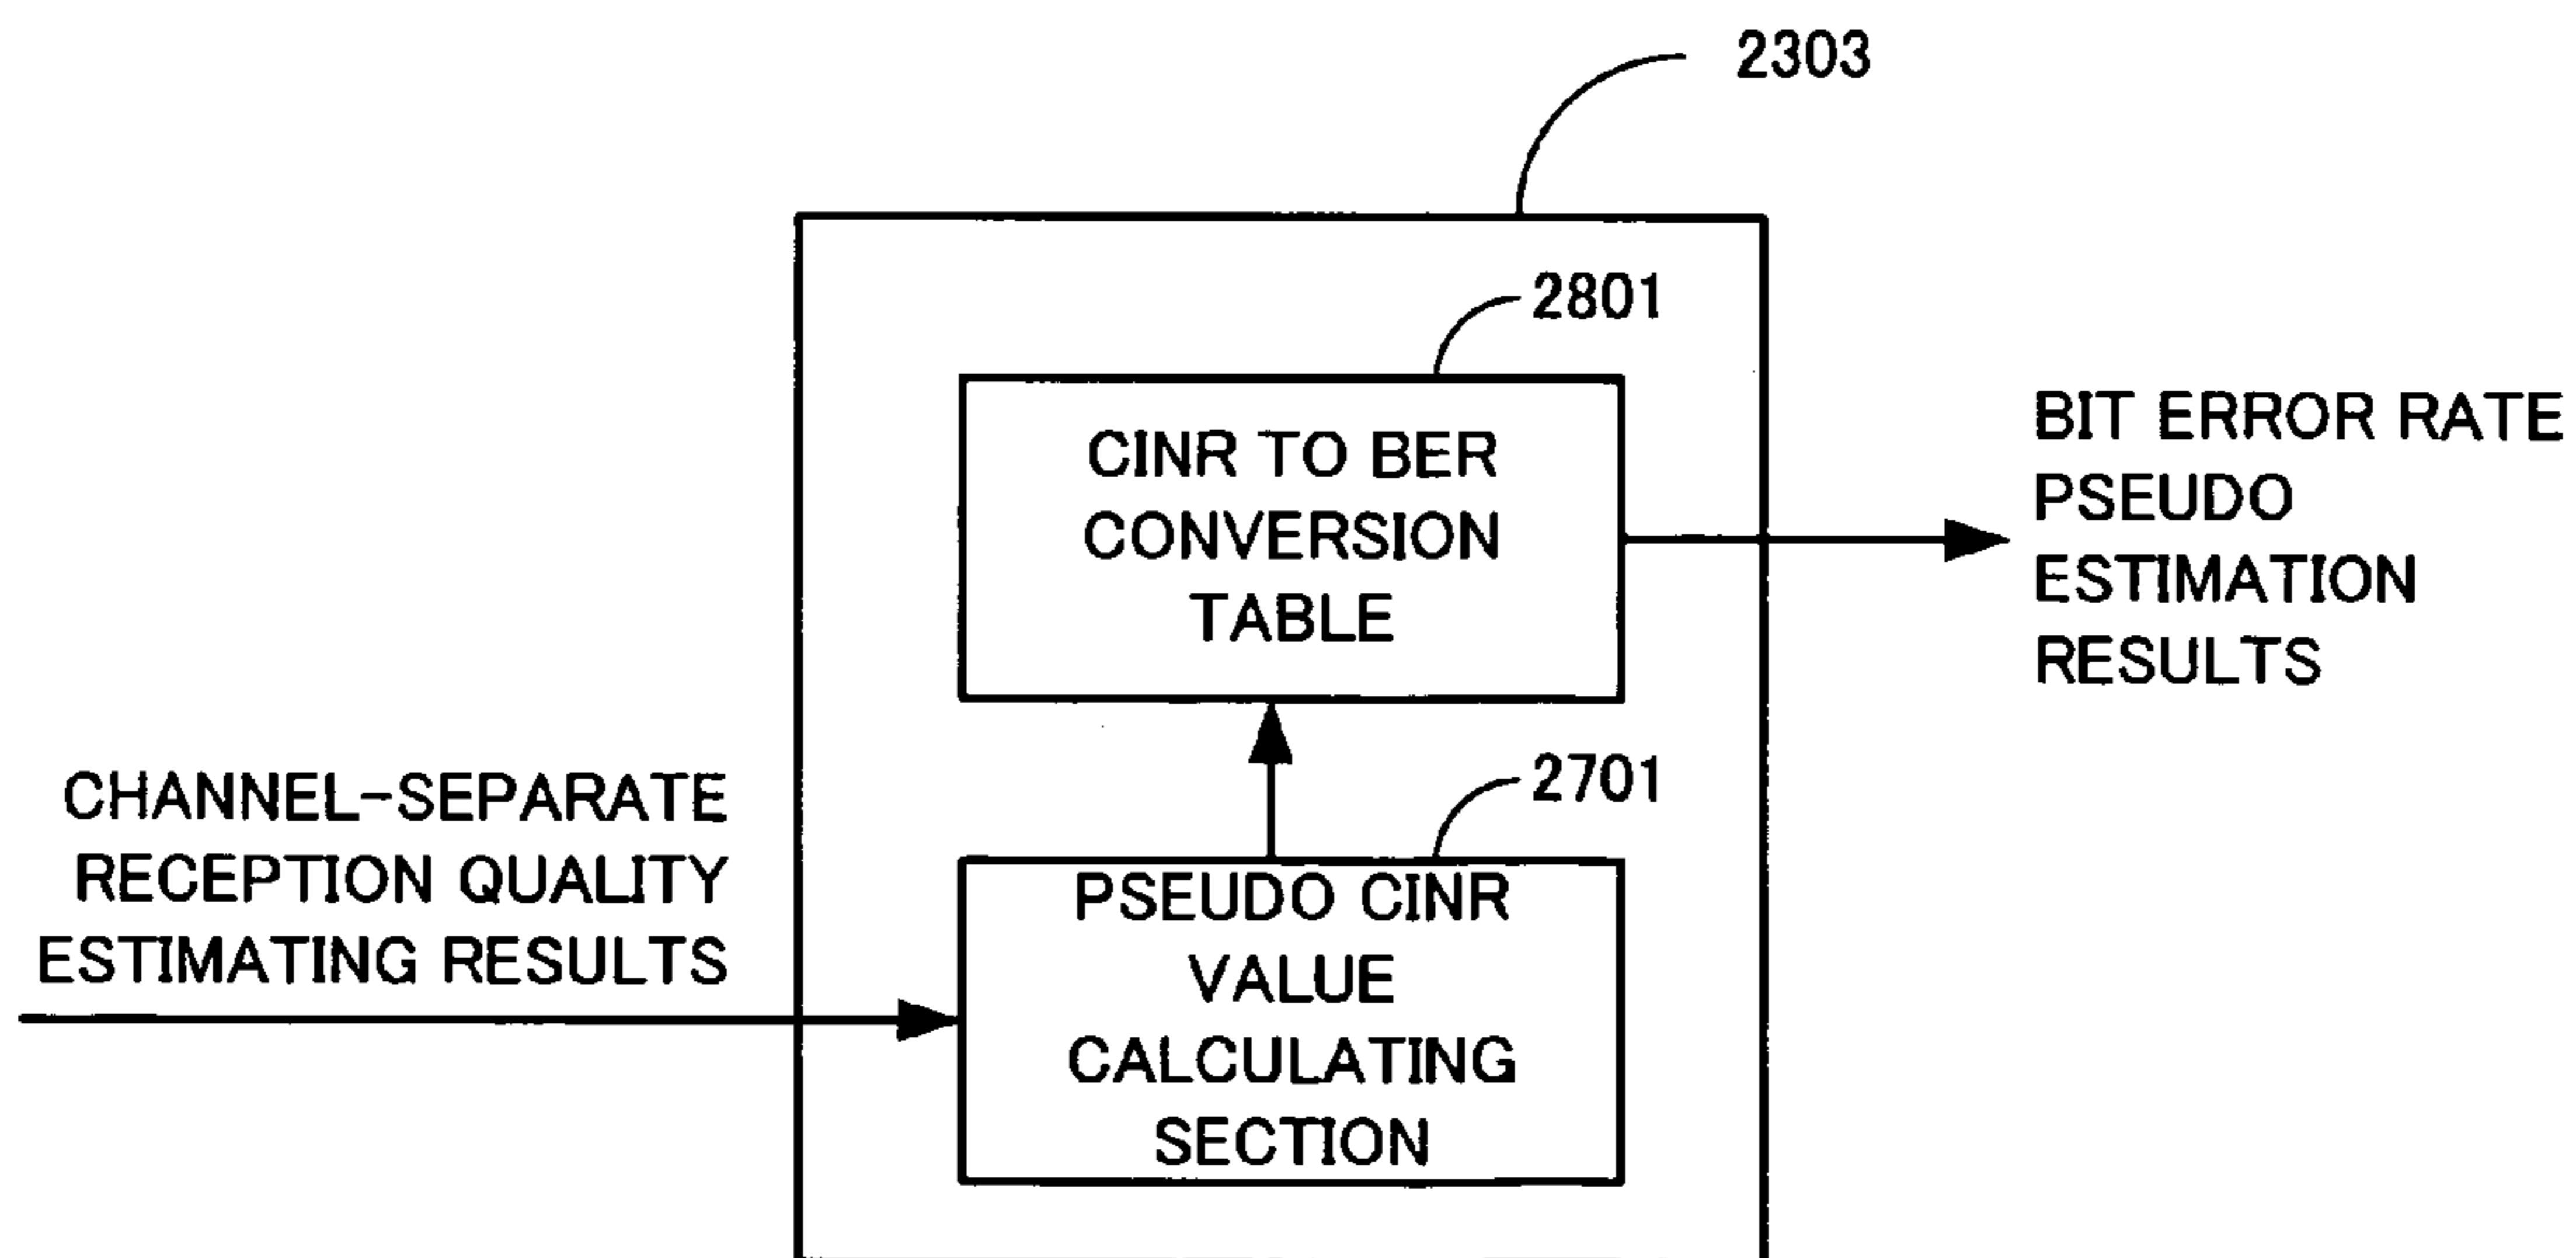 2303
2801
CINR TO BER
CONVERSION
TABLE
BIT ERROR RATE
PSEUDO
ESTIMATION
RESULTS
CHANNEL-SEPARATE
RECEPTION QUALITY
ESTIMATING RESULTS
2701
PSEUDO CINR
VALUE
CALCULATING
SECTION